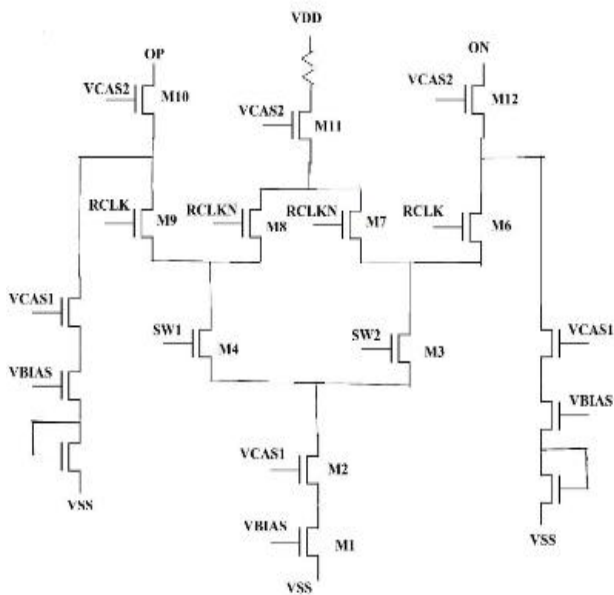 VDD
OP
ON
VCAS2
M10
VCAS2
M11
VCAS2
M12
RCLK
M9
RCLKN
M8
RCLKN
M7
RCLK
M6
VCAS1
SW1
M4
SW2
M3
VCAS1
VBIAS
VBIAS
VCAS1
M2
VSS
VBIAS
M1
VSS
VSS